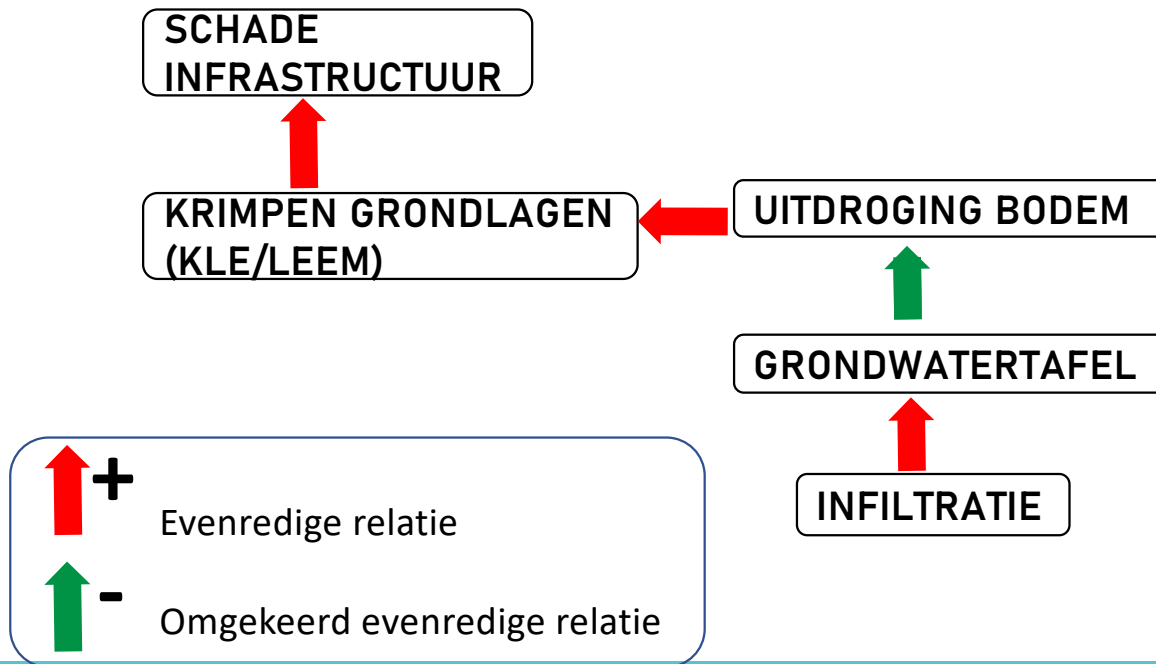 SCHADE
INFRASTRUCTUUR
KRIMPEN GRONDLAGEN
(KLE/LEEM)
UITDROGING BODEM
GRONDWATERTAFEL
INFILTRATIE
+
Evenredige relatie
-
Omgekeerd evenredige relatie